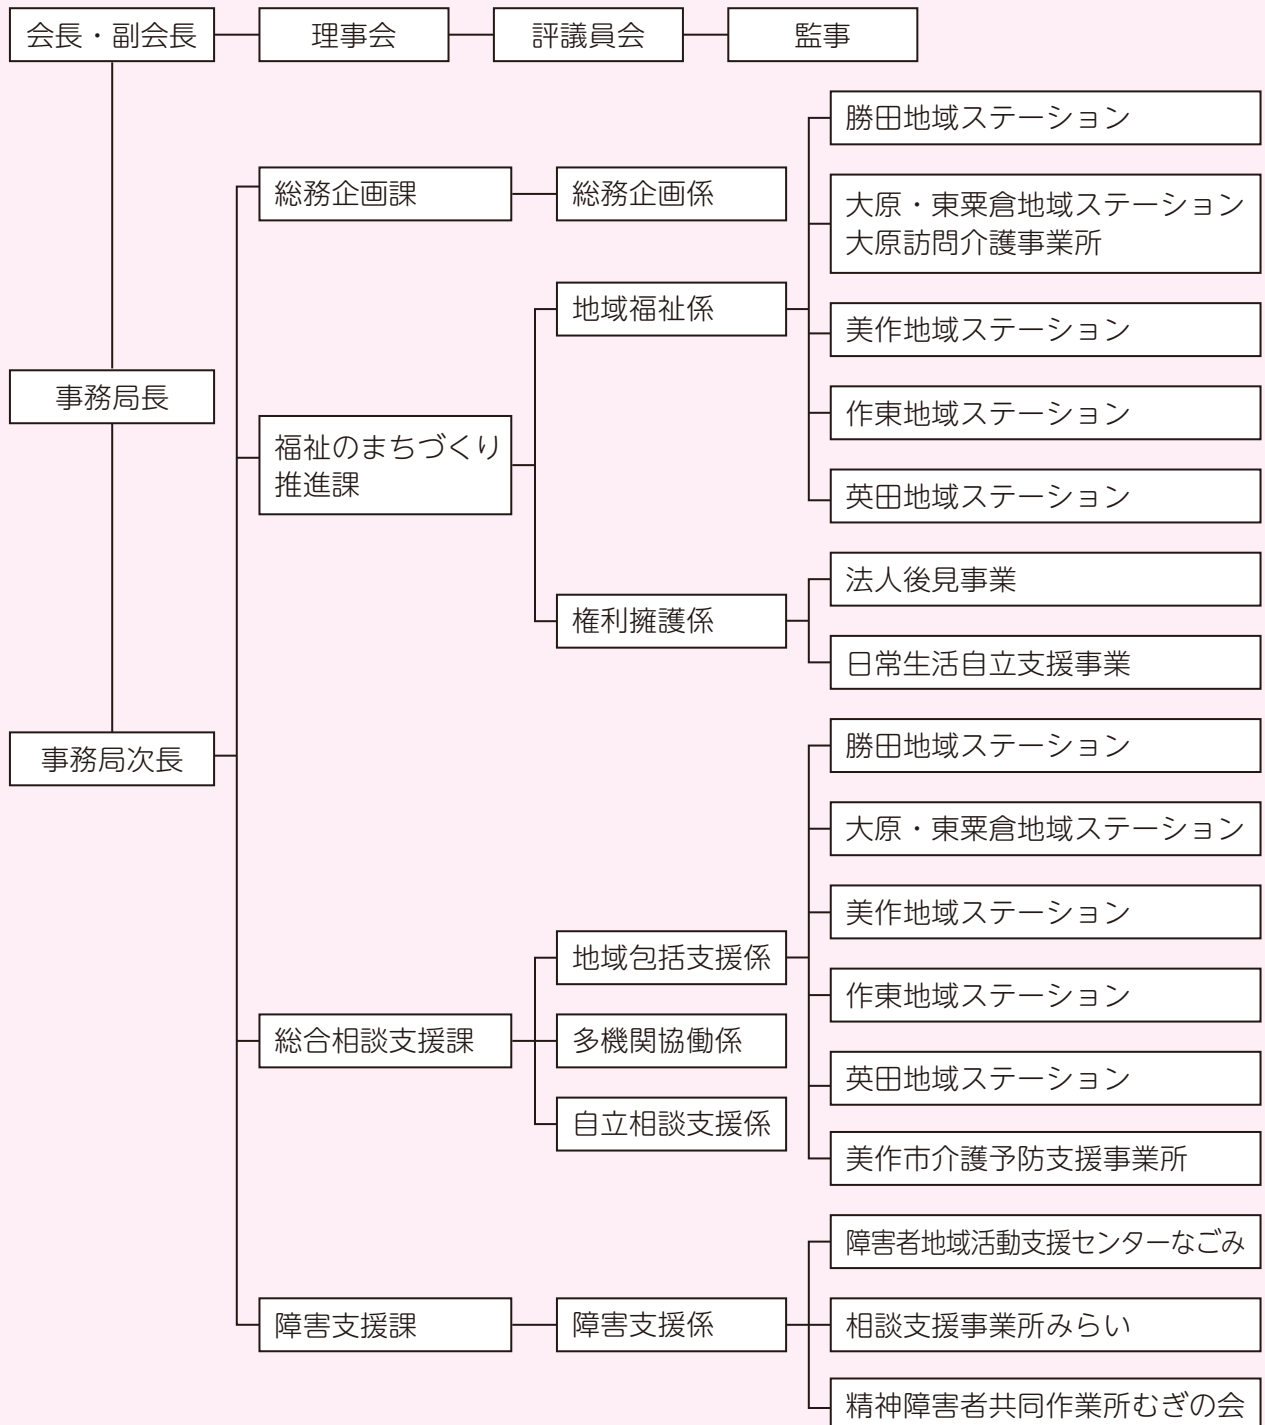 会長・副会長
理事会
評議員会
監事
事務局長
事務局次長
総務企画課
総務企画係
福祉のまちづくり
推進課
地域福祉係
勝田地域ステーション
大原・東粟倉地域ステーション
大原訪問介護事業所
美作地域ステーション
作東地域ステーション
英田地域ステーション
権利擁護係
法人後見事業
日常生活自立支援事業
総合相談支援課
地域包括支援係
勝田地域ステーション
大原・東粟倉地域ステーション
美作地域ステーション
作東地域ステーション
英田地域ステーション
美作市介護予防支援事業所
多機関協働係
自立相談支援係
障害支援課
障害支援係
障害者地域活動支援センターなごみ
相談支援事業所みらい
精神障害者共同作業所むぎの会